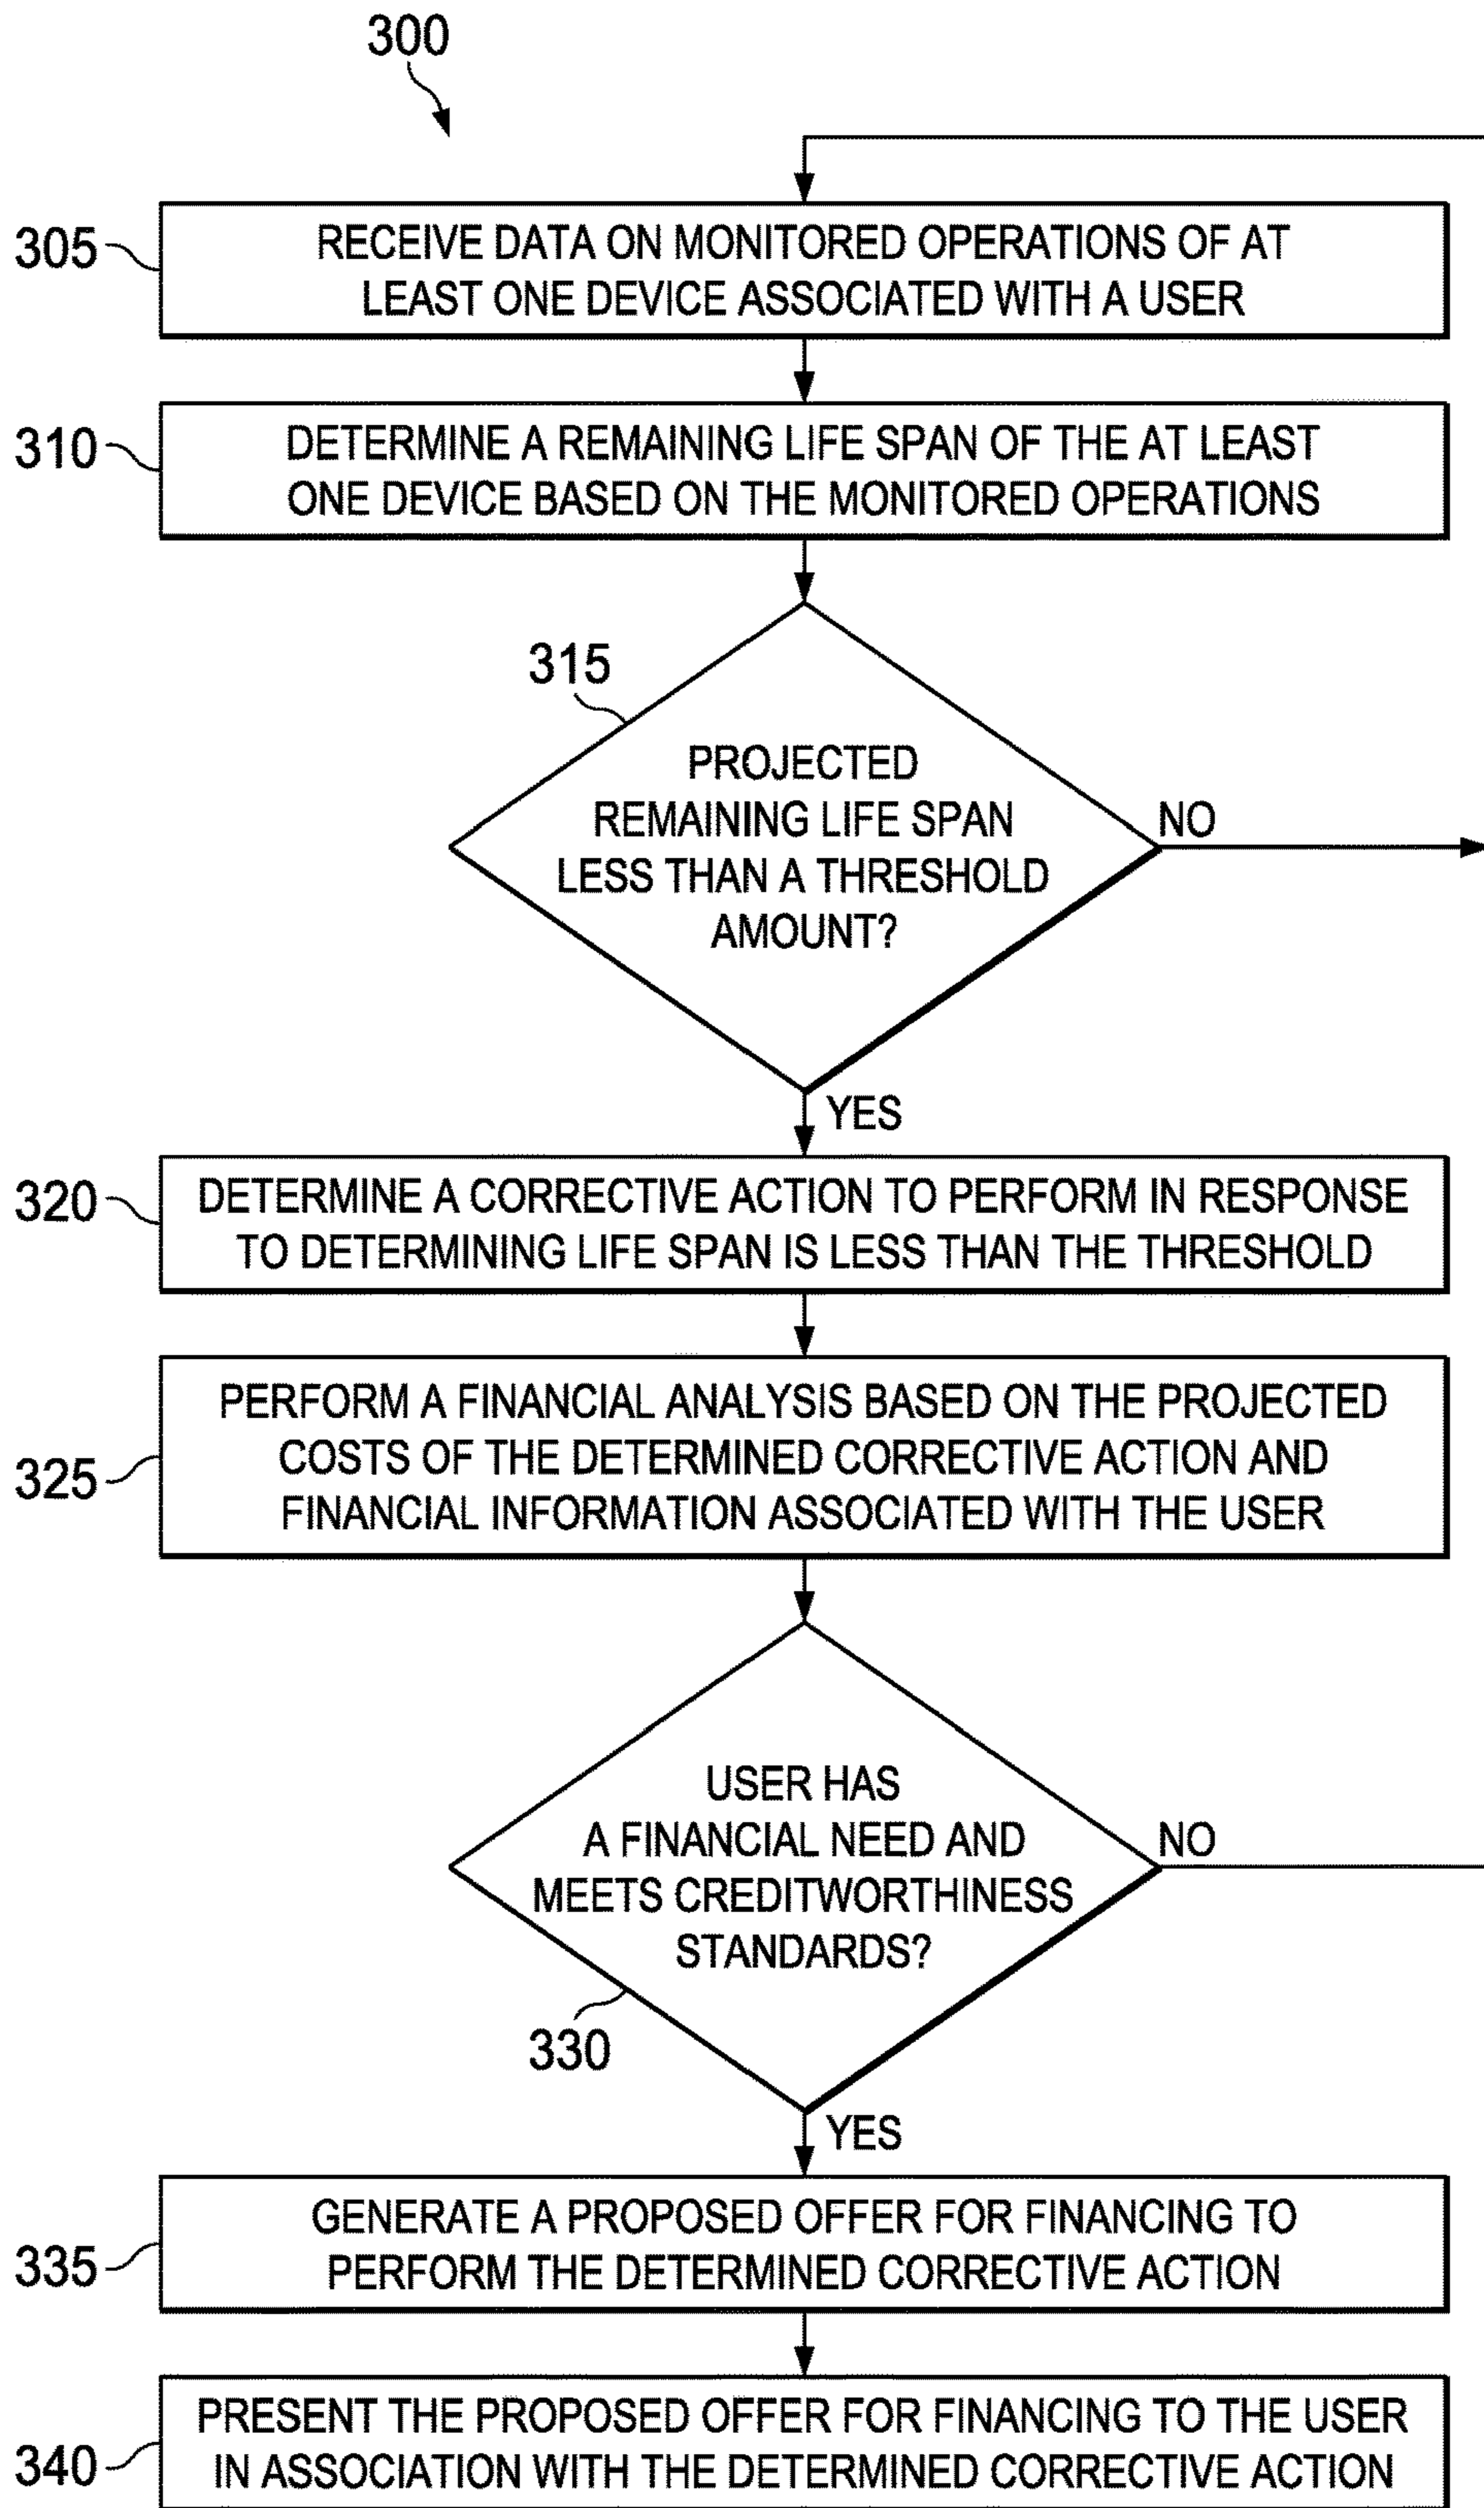 300
305
RECEIVE DATA ON MONITORED OPERATIONS OF AT
LEAST ONE DEVICE ASSOCIATED WITH A USER
310
DETERMINE A REMAINING LIFE SPAN OF THE AT LEAST
ONE DEVICE BASED ON THE MONITORED OPERATIONS
315
PROJECTED
REMAINING LIFE SPAN
LESS THAN A THRESHOLD
AMOUNT?
NO
YES
320
DETERMINE A CORRECTIVE ACTION TO PERFORM IN RESPONSE
TO DETERMINING LIFE SPAN IS LESS THAN THE THRESHOLD
325
PERFORM A FINANCIAL ANALYSIS BASED ON THE PROJECTED
COSTS OF THE DETERMINED CORRECTIVE ACTION AND
FINANCIAL INFORMATION ASSOCIATED WITH THE USER
USER HAS
A FINANCIAL NEED AND
MEETS CREDITWORTHINESS
STANDARDS?
NO
330
YES
335
GENERATE A PROPOSED OFFER FOR FINANCING TO
PERFORM THE DETERMINED CORRECTIVE ACTION
340
PRESENT THE PROPOSED OFFER FOR FINANCING TO THE USER
IN ASSOCIATION WITH THE DETERMINED CORRECTIVE ACTION